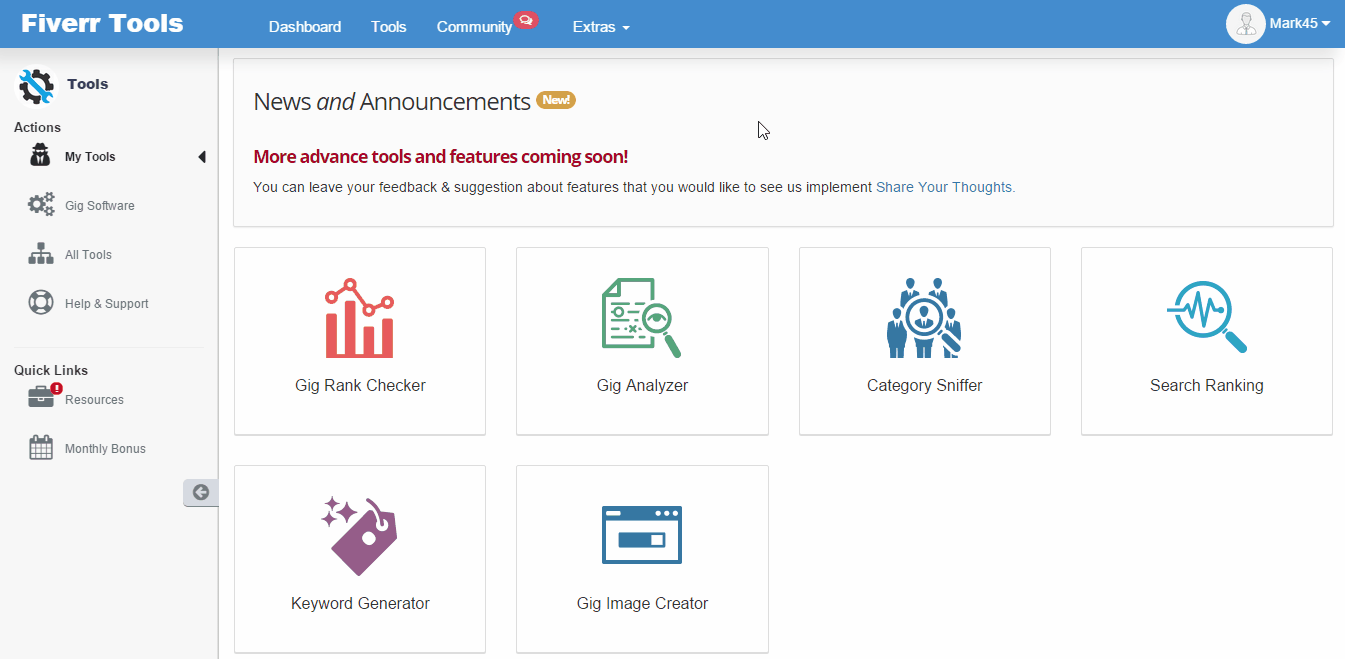 Fiverr Tools
Dashboard
Tools
Community
Extras
Mark45
Tools
Actions
My Tools
Gig Software
All Tools
Help & Support
Quick Links
Resources
Monthly Bonus
News and Announcements New!
More advance tools and features coming soon!
You can leave your feedback & suggestion about features that you would like to see us implement Share Your Thoughts.
Gig Rank Checker
Gig Analyzer
Category Sniffer
Search Ranking
Keyword Generator
Gig Image Creator